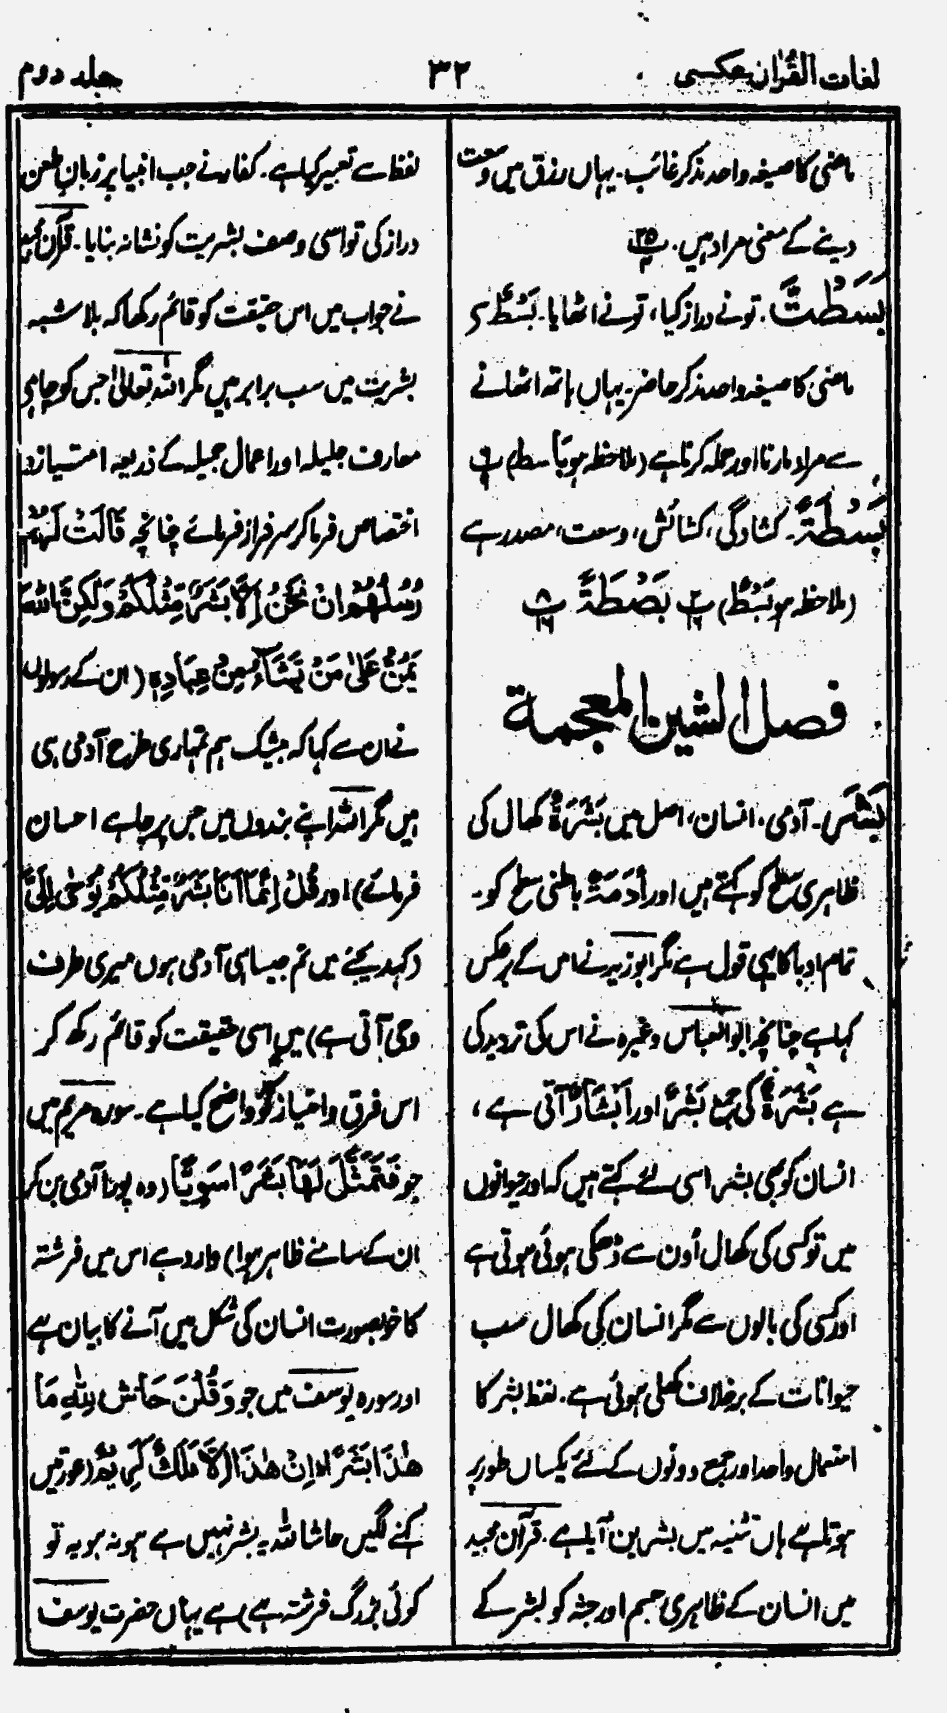 لغات القرآن عکسی
۳۲
جلد دوم
ماضی کا صیغہ واحد مذکر غائب۔ یہاں رزق میں وسعت
دینے کے معنی مراد ہیں۔ پ۲۵
بَسَطْتَّ۔ تو نے دراز کیا، تو نے اٹھایا۔ بَسْطٌ سے
ماضی کا صیغہ واحد مذکر حاضر۔ یہاں ہاتھ اٹھانے
سے مراد مارنا اور حملہ کرنا ہے (ملاحظہ ہو بَاسط)
بَسْطَةً۔ کشادگی، کشائش، وسعت، مصدر ہے
(ملاحظہ ہو بَسْطٌ) بَصْۜطَةً
فصل الشین المعجمة
بَشَر۔ آدمی، انسان، اصل میں بَشَرَةٌ کھال کی
ظاہری سطح کو کہتے ہیں اور أَدَمَةٌ باطنی سطح کو۔
تمام ادبا کا یہی قول ہے مگر ابوزید نے اس کے برعکس
کہا ہے چنانچہ ابوالعباس وغیرہ نے اس کی تردید کی
ہے بَشَرَةٌ کی جمع بَشَرٌ اور أَبْشَارٌ آتی ہے،
انسان کو بھی بشر اسی لئے کہتے ہیں کہ اور حیوانوں
میں تو کسی کی کھال اُون سے ڈھکی ہوئی ہوتی ہے
اور کسی کی بالوں سے مگر انسان کی کھال سب
حیوانات کے برخلاف کھلی ہوئی ہے۔ لفظ بشر کا
استعمال واحد اور جمع دونوں کے لئے یکساں طور پر
ہوتا ہے ہاں تثنیہ میں بشرین آیا ہے۔ قرآن مجید
میں انسان کے ظاہری جسم اور جثہ کو بشر کے
لفظ سے تعبیر کیا ہے۔ کفار نے جب انبیا پر زبانِ طعن
دراز کی تو اسی وصف بشریت کو نشانہ بنایا۔ قرآن مجید
نے جواب میں اس حقیقت کو قائم رکھا کہ بلا شبہ
بشریت میں سب برابر ہیں مگر اللہ تعالیٰ جس کو چاہے
معارف جلیلہ اور اعمال جمیلہ کے ذریعہ امتیاز و
اختصاص فرما کر سرفراز فرمائے چنانچہ قَالَتْ لَهُمْ
رُسُلُهُمْ اِنْ نَحْنُ اِلَّا بَشَرٌ مِّثْلُكُمْ وَلٰكِنَّ اللّٰهَ
يَمُنُّ عَلٰى مَنْ يَّشَآءُ مِنْ عِبَادِهٖ (ان کے رسولوں
نے ان سے کہا کہ بیشک ہم تمہاری طرح آدمی ہی
ہیں مگر اللہ اپنے بندوں میں جس پر چاہے احسان
فرمائے) اور قُلْ اِنَّمَآ اَنَا بَشَرٌ مِّثْلُكُمْ يُوْحٰى اِلَيَّ
(کہدیجئے میں تم جیسا ہی آدمی ہوں میری طرف
وحی آتی ہے) میں اسی حقیقت کو قائم رکھ کر
اس فرق و امتیاز کو واضح کیا ہے۔ سورہ مریم میں
جو فَتَمَثَّلَ لَهَا بَشَرًا سَوِيًّا (وہ پورا آدمی بن کر
ان کے سامنے ظاہر ہوا) وارد ہے اس میں فرشتہ
کا خوبصورت انسان کی شکل میں آنے کا بیان ہے
اور سورہ یوسف میں جو وَقُلْنَ حَاشَ لِلّٰهِ مَا
هٰذَا بَشَرًا اِنْ هٰذَآ اِلَّا مَلَكٌ كَرِيْمٌ (عورتیں
کہنے لگیں حاشا للہ یہ بشر نہیں ہے ہو نہ ہو یہ تو
کوئی بزرگ فرشتہ ہے) ہے یہاں حضرت یوسف